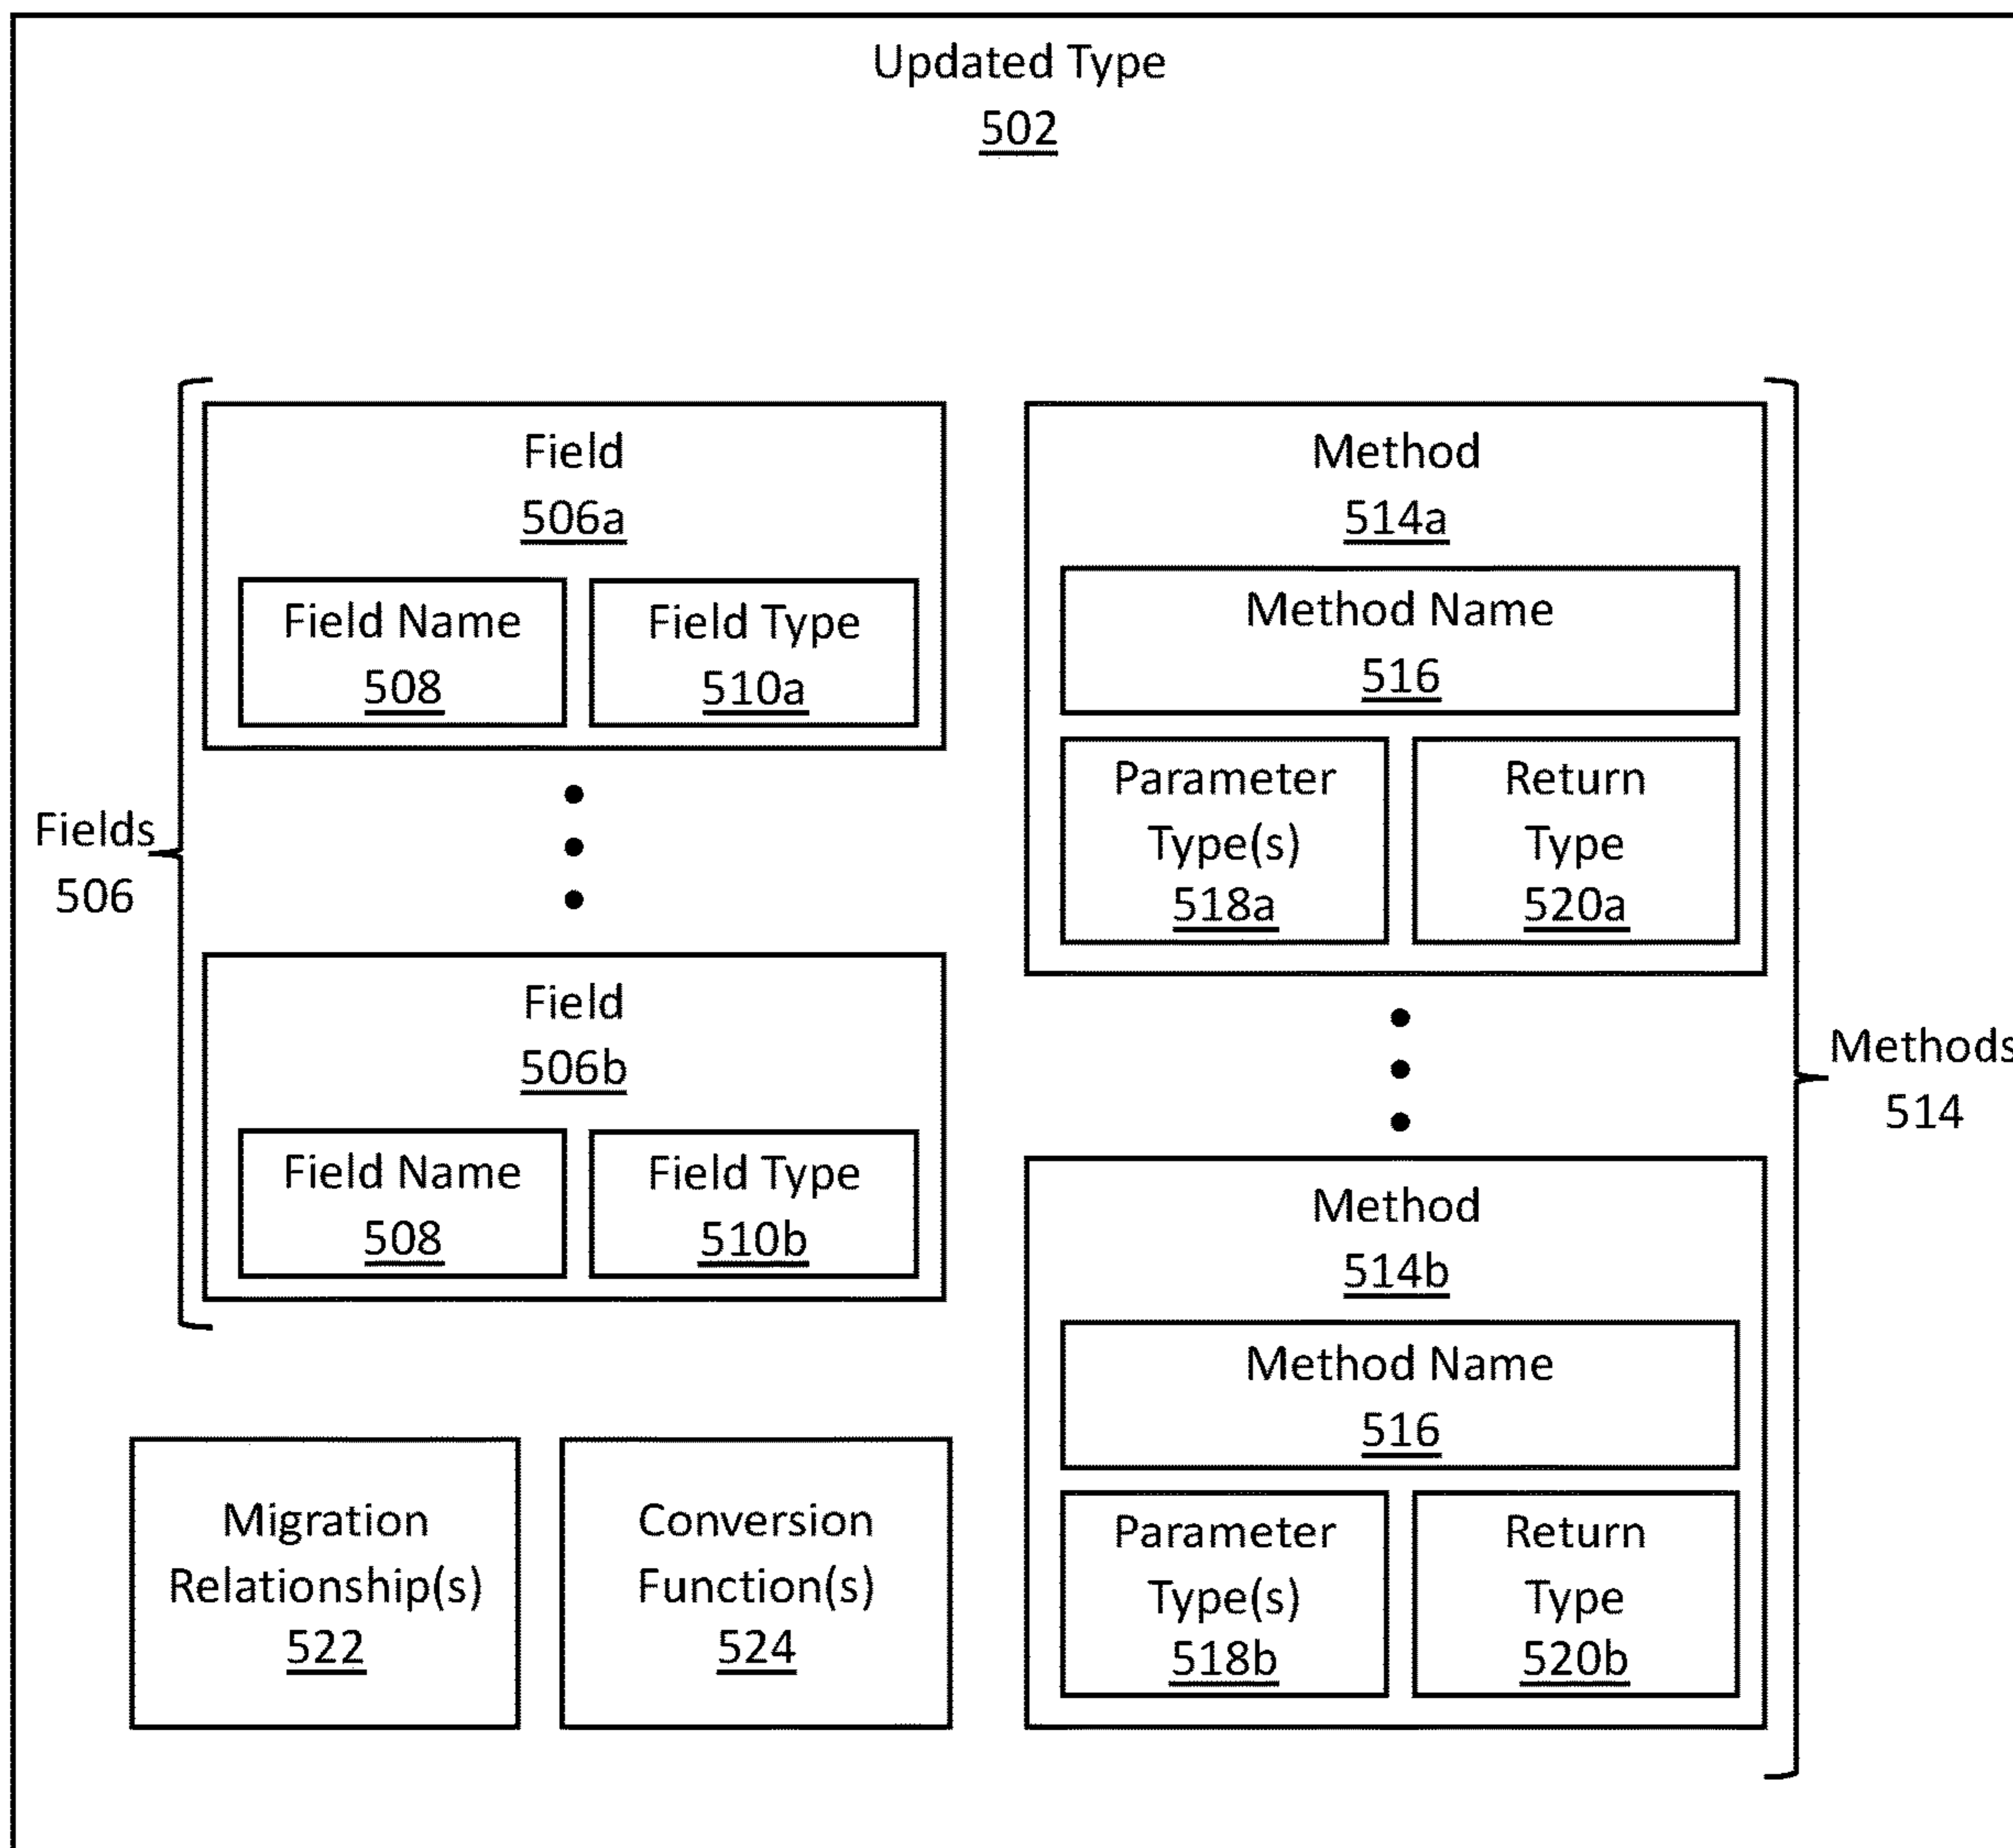 Updated Type
502
Fields
506
Field
506a
Field Name
508
Field Type
510a
Field
506b
Field Name
508
Field Type
510b
Migration
Relationship(s)
522
Conversion
Function(s)
524
Method
514a
Method Name
516
Parameter
Type(s)
518a
Return
Type
520a
Method
514b
Method Name
516
Parameter
Type(s)
518b
Return
Type
520b
Methods
514